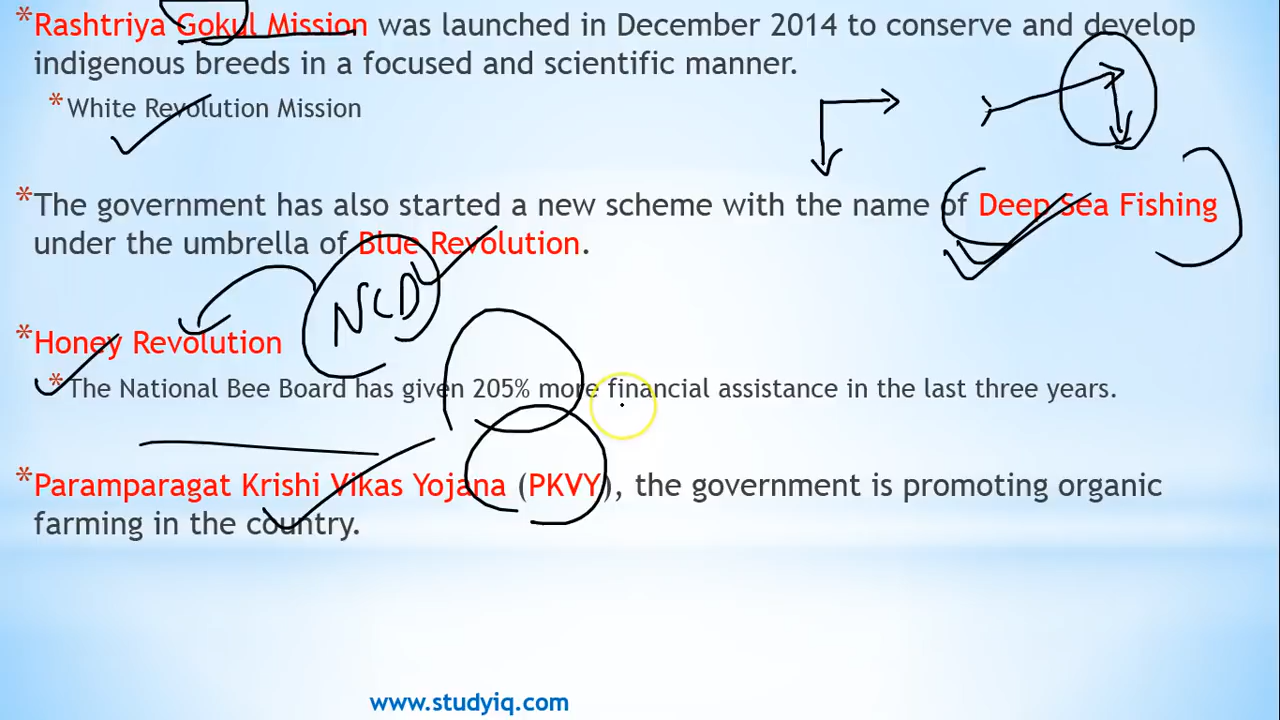 * Rashtriya Gokul Mission was launched in December 2014 to conserve and develop
indigenous breeds in a focused and scientific manner.
* White Revolution Mission
* The government has also started a new scheme with the name of Deep Sea Fishing
under the umbrella of Blue Revolution.
NCDC
* Honey Revolution
* The National Bee Board has given 205% more financial assistance in the last three years.
* Paramparagat Krishi Vikas Yojana (PKVY), the government is promoting organic
farming in the country.
www.studyiq.com